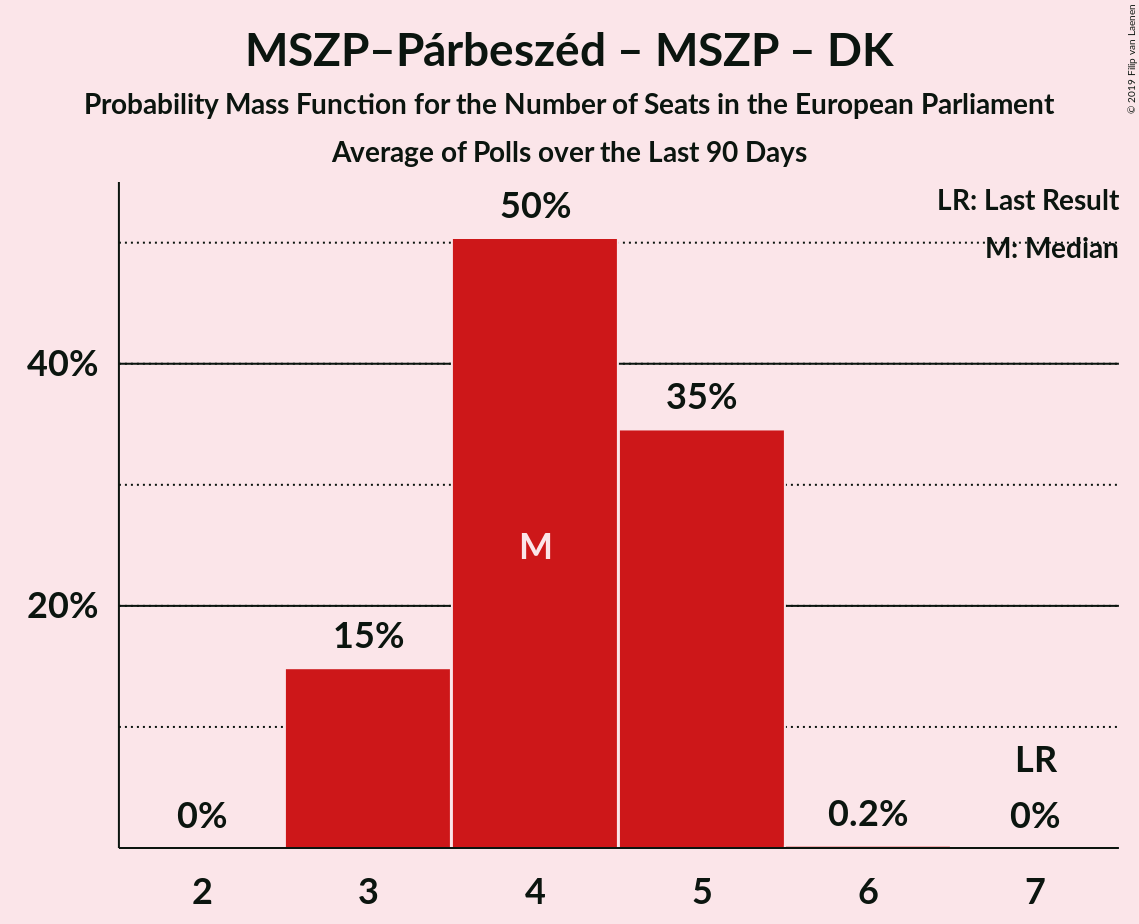 MSZP–Párbeszéd – MSZP – DK
Probability Mass Function for the Number of Seats in the European Parliament
Average of Polls over the Last 90 Days
© 2019 Filip van Laenen
LR: Last Result
M: Median
50%
40%
35%
M
20%
15%
LR
0%
0.2%
0%
2 3 4 5 6 7